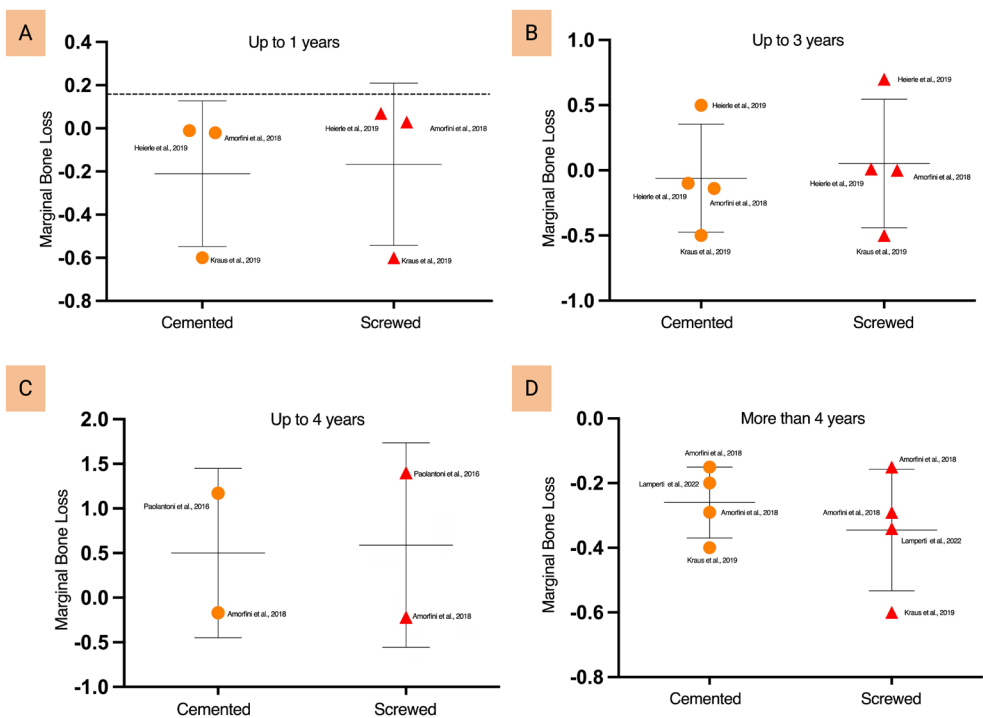 A
Up to 1 years
Marginal Bone Loss
0.4
0.2
0.0
-0.2
-0.4
-0.6
-0.8
Heierle et al., 2019
Amorfini et al., 2018
Kraus et al., 2019
Heierle et al., 2019
Amorfini et al., 2018
Kraus et al., 2019
Cemented
Screwed
B
Up to 3 years
Marginal Bone Loss
1.0
0.5
0.0
-0.5
-1.0
Heierle et al., 2019
Heierle et al., 2019
Amorfini et al., 2018
Kraus et al., 2019
Heierle et al., 2019
Heierle et al., 2019
Amorfini et al., 2018
Kraus et al., 2019
Cemented
Screwed
C
Up to 4 years
Marginal Bone Loss
2.0
1.5
1.0
0.5
0.0
-0.5
-1.0
Paolantoni et al., 2016
Amorfini et al., 2018
Paolantoni et al., 2016
Amorfini et al., 2018
Cemented
Screwed
D
More than 4 years
Marginal Bone Loss
0.0
-0.2
-0.4
-0.6
-0.8
Amorfini et al., 2018
Lamperti et al., 2022
Amorfini et al., 2018
Kraus et al., 2019
Amorfini et al., 2018
Amorfini et al., 2018
Lamperti et al., 2022
Kraus et al., 2019
Cemented
Screwed